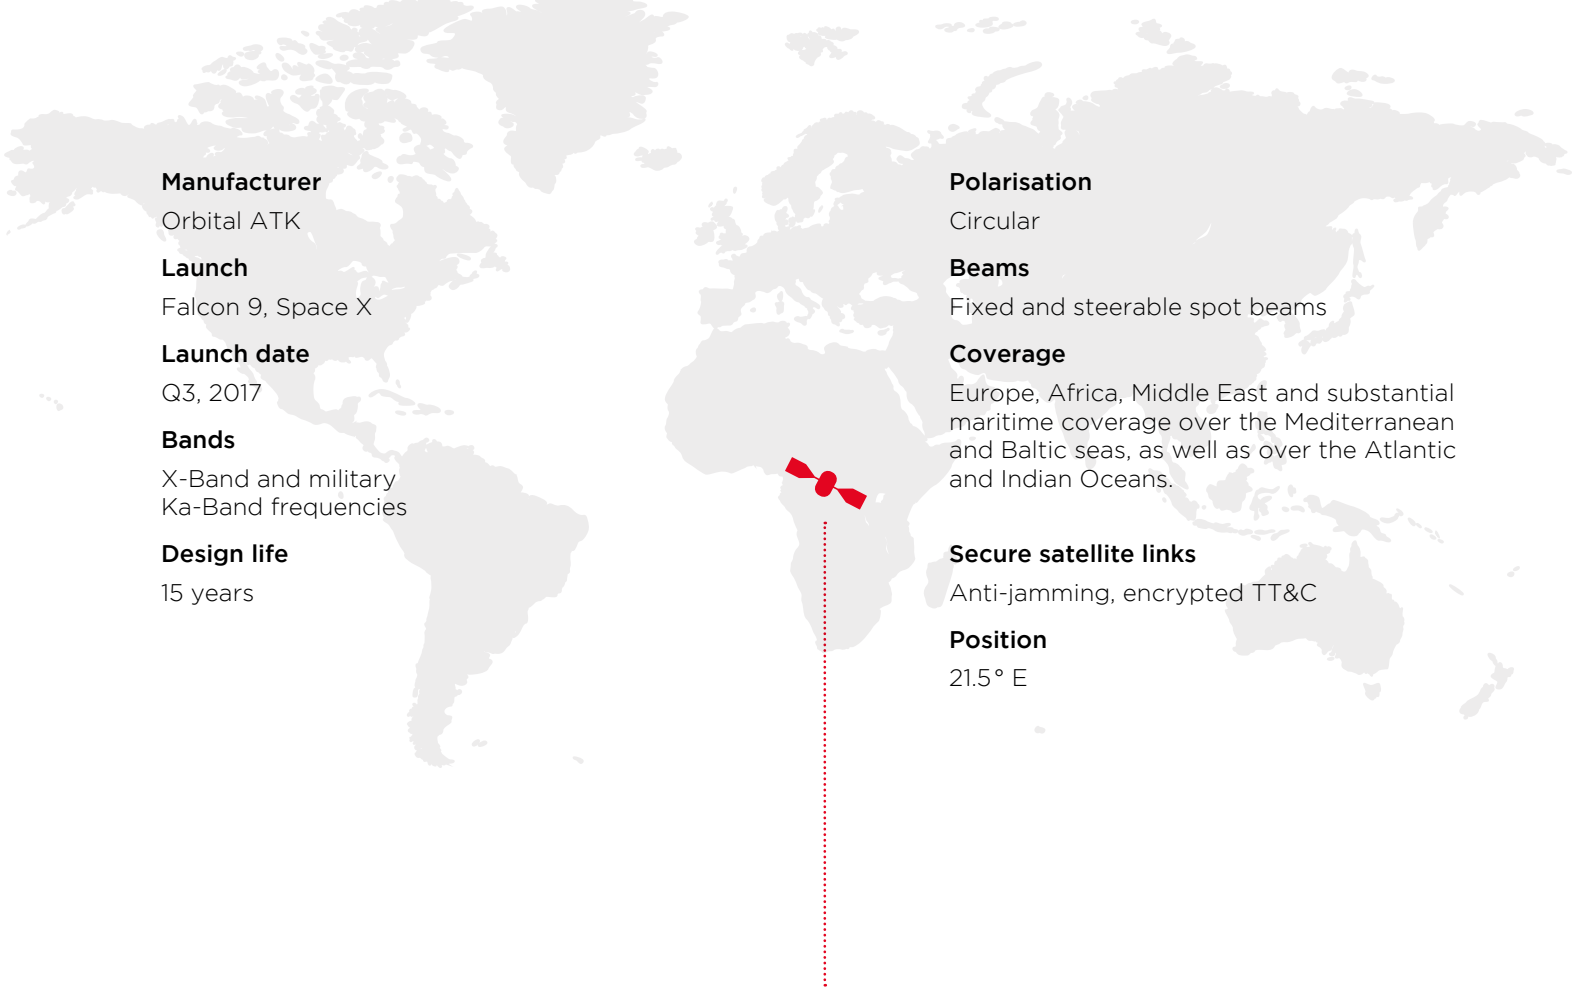 Manufacturer
Orbital ATK
Launch
Falcon 9, Space X
Launch date
Q3, 2017
Bands
X-Band and military
Ka-Band frequencies
Design life
15 years
Polarisation
Circular
Beams
Fixed and steerable spot beams
Coverage
Europe, Africa, Middle East and substantial
maritime coverage over the Mediterranean
and Baltic seas, as well as over the Atlantic
and Indian Oceans.
Secure satellite links
Anti-jamming, encrypted TT&C
Position
21.5° E